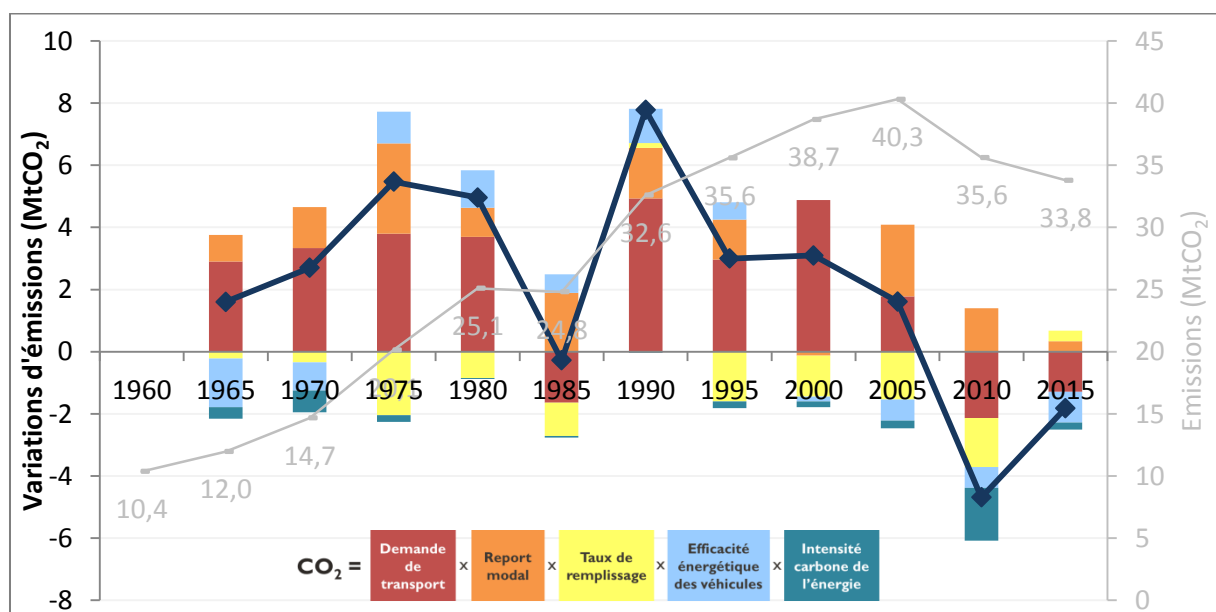 Variations d'émissions (MtCO2)
10
8
6
4
2
0
-2
-4
-6
-8
1960 1965 1970 1975 1980 1985 1990 1995 2000 2005 2010 2015
10,4
12,0
14,7
25,1
24,8
32,6
35,6
38,7
40,3
35,6
33,8
45
40
35
30
25
20
15
10
5
0
Emissions (MtCO2)
CO2 =
Demande
de
transport
x
Report
modal
x
Taux de
remplissage
x
Efficacité
énergétique
des véhicules
x
Intensité
carbone de
l'énergie